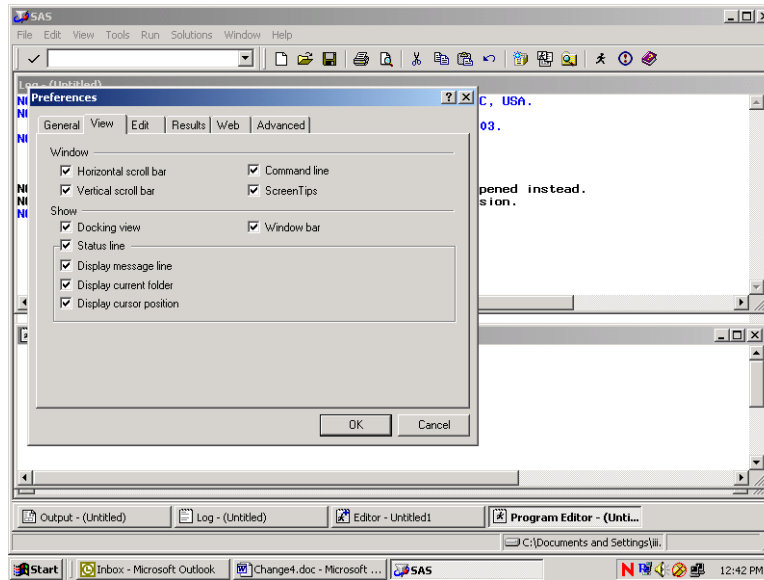 SAS
File Edit View Tools Run Solutions Window Help
Log - (Untitled)
Preferences
C, USA.
General View Edit Results Web Advanced
03.
Window
Horizontal scroll bar Command line
Vertical scroll bar ScreenTips
pened instead.
sion.
Show
Docking view Window bar
Status line
Display message line
Display current folder
Display cursor position
OK Cancel
Output - (Untitled) Log - (Untitled) Editor - Untitled1 Program Editor - (Unti...
C:\Documents and Settings\iii.
Start Inbox - Microsoft Outlook Change4.doc - Microsoft ... SAS N 12:42 PM